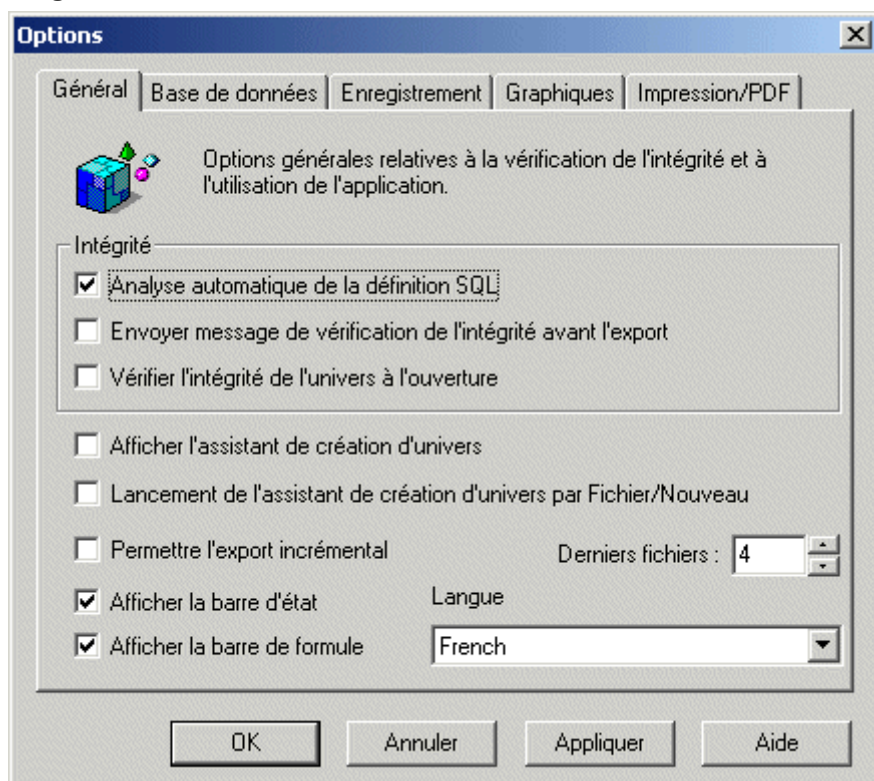 Options
Général Base de données Enregistrement Graphiques Impression/PDF
Options générales relatives à la vérification de l'intégrité et à
l'utilisation de l'application.
Intégrité
Analyse automatique de la définition SQL
Envoyer message de vérification de l'intégrité avant l'export
Vérifier l'intégrité de l'univers à l'ouverture
Afficher l'assistant de création d'univers
Lancement de l'assistant de création d'univers par Fichier/Nouveau
Permettre l'export incrémental Derniers fichiers : 4
Afficher la barre d'état Langue
Afficher la barre de formule French
OK Annuler Appliquer Aide